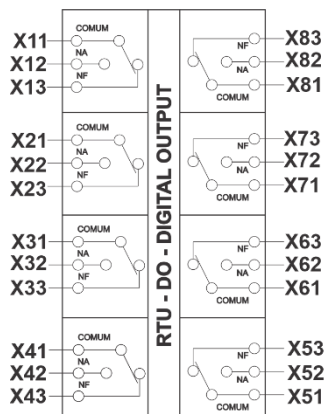 X11 COMUM
X12 NA
X13 NF
X21 COMUM
X22 NA
X23 NF
X31 COMUM
X32 NA
X33 NF
X41 COMUM
X42 NA
X43 NF
RTU - DO - DIGITAL OUTPUT
NF X83
NA X82
COMUM X81
NF X73
NA X72
COMUM X71
NF X63
NA X62
COMUM X61
NF X53
NA X52
COMUM X51